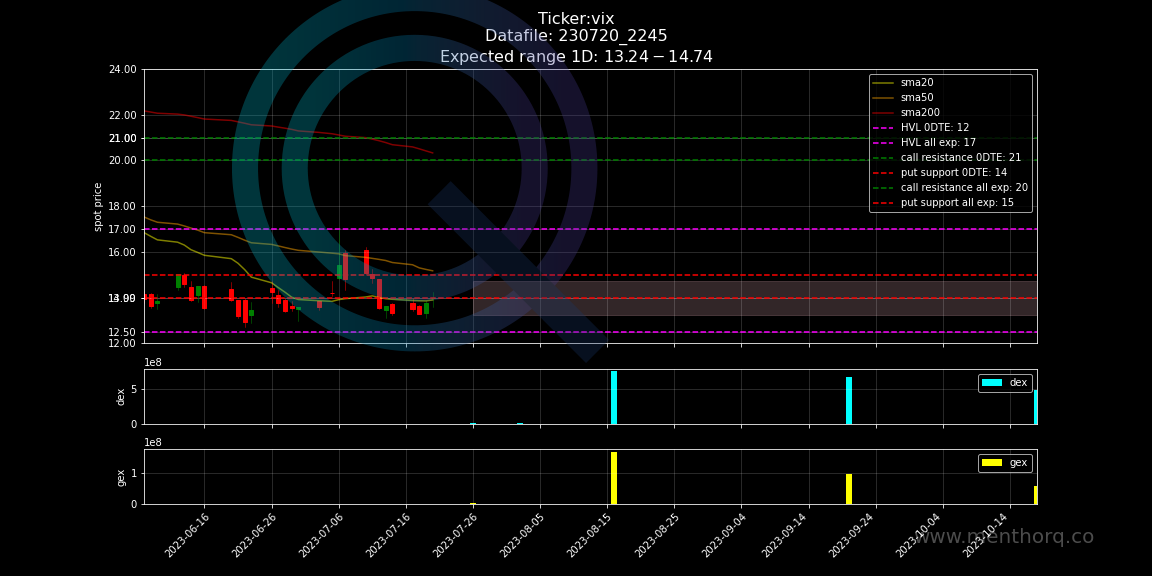 Ticker:vix
Datafile: 230720_2245
Expected range 1D: 13.24 − 14.74
24.00
22.00
21.00
20.00
18.00
17.00
16.00
12.50
12.00
spot price
sma20
sma50
sma200
HVL 0DTE: 12
HVL all exp: 17
call resistance 0DTE: 21
put support 0DTE: 14
call resistance all exp: 20
put support all exp: 15
1e8
5
0
dex
dex
1e8
1
0
gex
gex
2023-06-16
2023-06-26
2023-07-06
2023-07-16
2023-07-26
2023-08-05
2023-08-15
2023-08-25
2023-09-04
2023-09-14
2023-09-24
2023-10-04
2023-10-14
www.menthorq.co